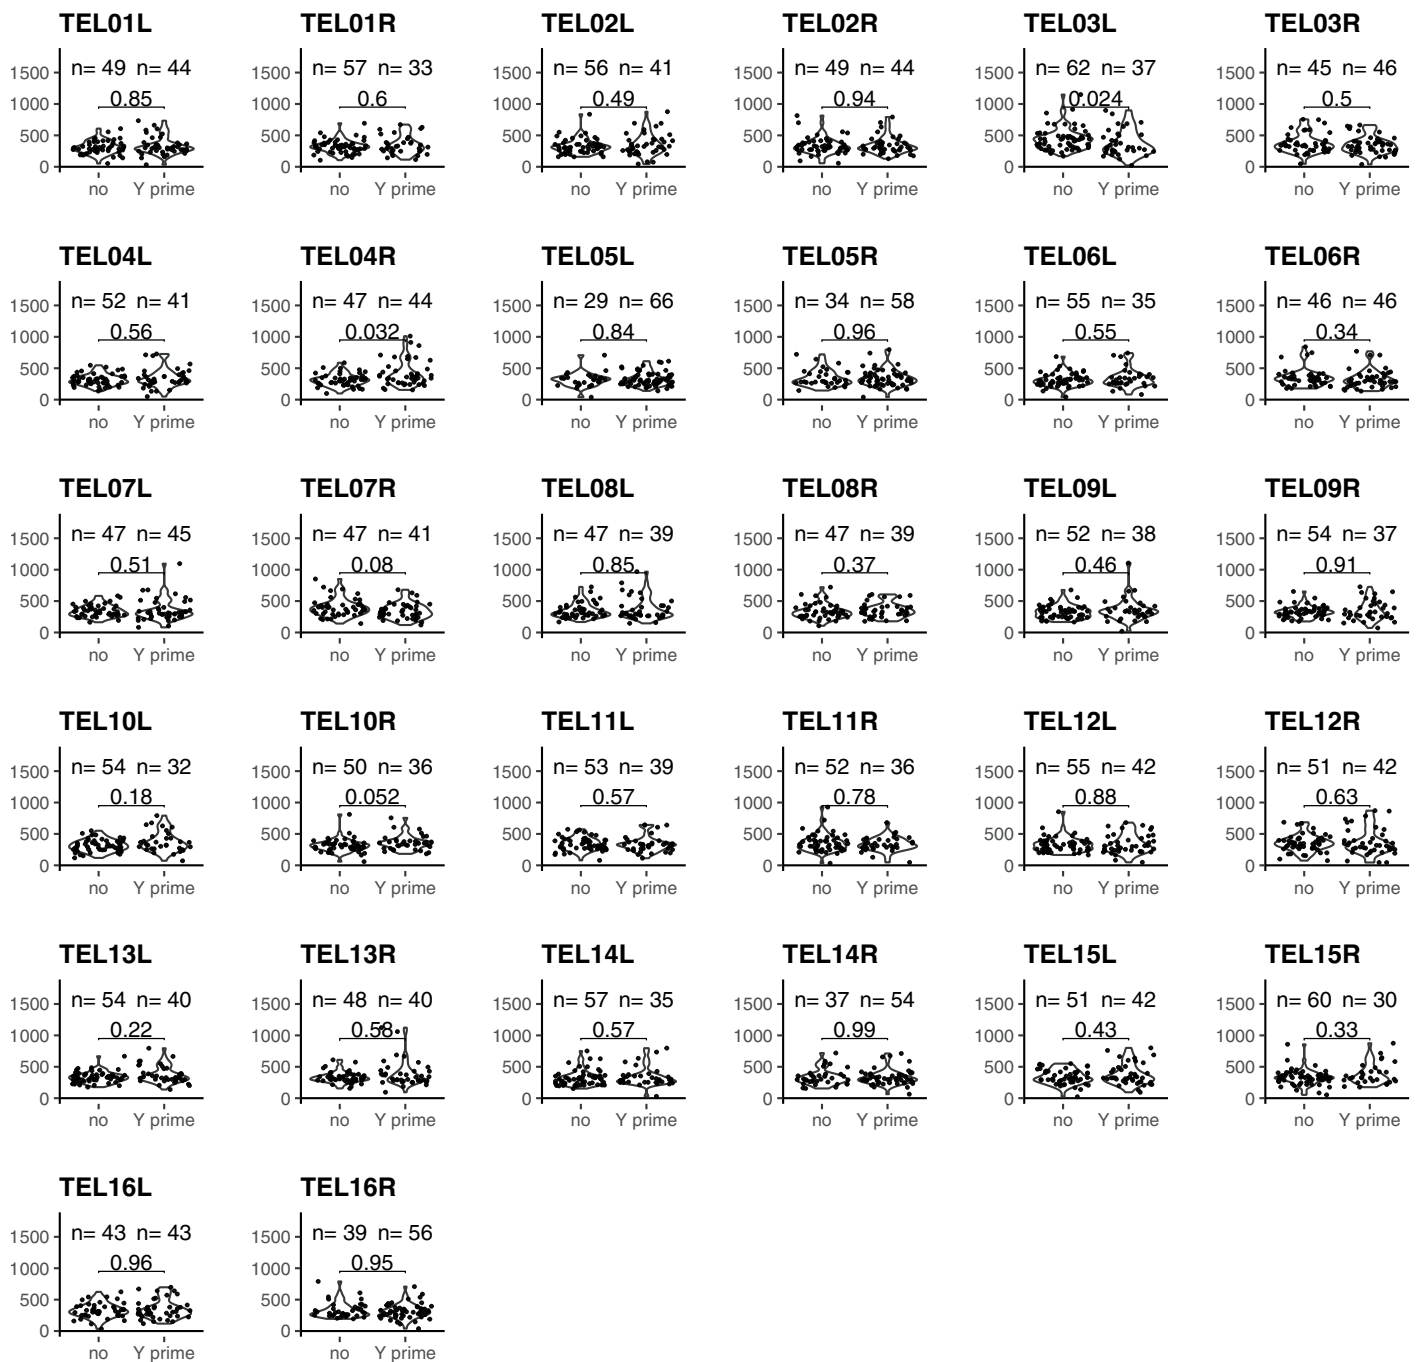 TEL01L TEL01R TEL02L TEL02R TEL03L TEL03R
1500 n= 49 n= 44 1500 n= 57 n= 33 1500 n= 56 n= 41 1500 n= 49 n= 44 1500 n= 62 n= 37 1500 n= 45 n= 46
1000 0.85 1000 0.6 1000 0.49 1000 0.94 1000 0.024 1000 0.5
500 500 500 500 500 500
0 0 0 0 0 0
no Y prime no Y prime no Y prime no Y prime no Y prime no Y prime
TEL04L TEL04R TEL05L TEL05R TEL06L TEL06R
1500 n= 52 n= 41 1500 n= 47 n= 44 1500 n= 29 n= 66 1500 n= 34 n= 58 1500 n= 55 n= 35 1500 n= 46 n= 46
1000 0.56 1000 0.032 1000 0.84 1000 0.96 1000 0.55 1000 0.34
500 500 500 500 500 500
0 0 0 0 0 0
no Y prime no Y prime no Y prime no Y prime no Y prime no Y prime
TEL07L TEL07R TEL08L TEL08R TEL09L TEL09R
1500 n= 47 n= 45 1500 n= 47 n= 41 1500 n= 47 n= 39 1500 n= 47 n= 39 1500 n= 52 n= 38 1500 n= 54 n= 37
1000 0.51 1000 0.08 1000 0.85 1000 0.37 1000 0.46 1000 0.91
500 500 500 500 500 500
0 0 0 0 0 0
no Y prime no Y prime no Y prime no Y prime no Y prime no Y prime
TEL10L TEL10R TEL11L TEL11R TEL12L TEL12R
1500 n= 54 n= 32 1500 n= 50 n= 36 1500 n= 53 n= 39 1500 n= 52 n= 36 1500 n= 55 n= 42 1500 n= 51 n= 42
1000 0.18 1000 0.052 1000 0.57 1000 0.78 1000 0.88 1000 0.63
500 500 500 500 500 500
0 0 0 0 0 0
no Y prime no Y prime no Y prime no Y prime no Y prime no Y prime
TEL13L TEL13R TEL14L TEL14R TEL15L TEL15R
1500 n= 54 n= 40 1500 n= 48 n= 40 1500 n= 57 n= 35 1500 n= 37 n= 54 1500 n= 51 n= 42 1500 n= 60 n= 30
1000 0.22 1000 0.58 1000 0.57 1000 0.99 1000 0.43 1000 0.33
500 500 500 500 500 500
0 0 0 0 0 0
no Y prime no Y prime no Y prime no Y prime no Y prime no Y prime
TEL16L TEL16R
1500 n= 43 n= 43 1500 n= 39 n= 56
1000 0.96 1000 0.95
500 500
0 0
no Y prime no Y prime